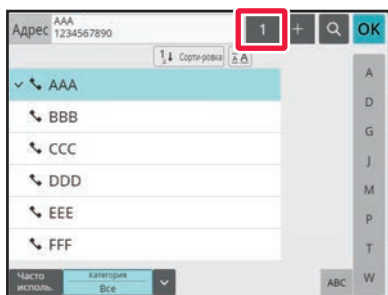 Адрес AAA
1234567890
1 + OK
Сорти-ровка
AAA
BBB
CCC
DDD
EEE
FFF
A
D
G
J
M
P
T
W
Часто
исполь.
Категория
Все
ABC